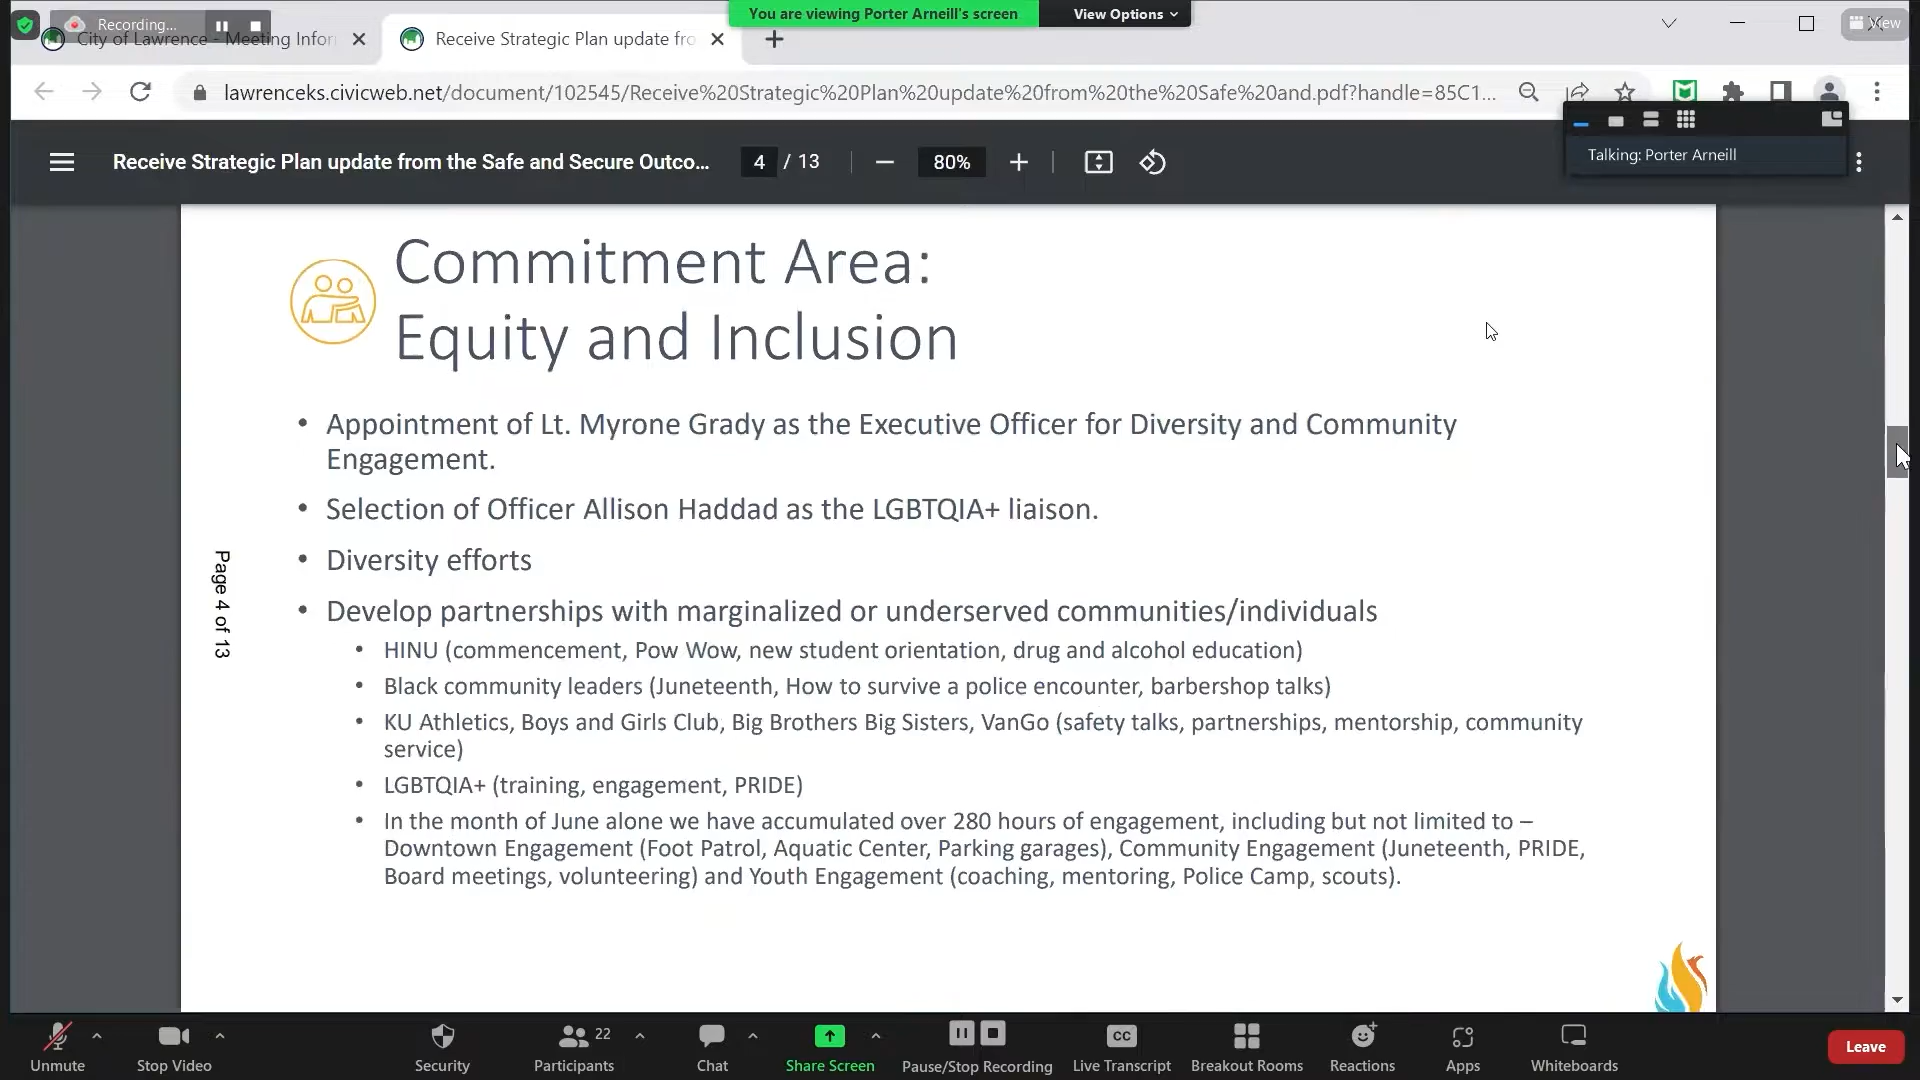 Recording...
You are viewing Porter Arneill's screen
View Options
View
City of Lawrence - Meeting Infor
Receive Strategic Plan update fro
lawrenceks.civicweb.net/document/102545/Receive%20Strategic%20Plan%20update%20from%20the%20Safe%20and.pdf?handle=85C1...
Receive Strategic Plan update from the Safe and Secure Outco...
4 / 13
80%
Talking: Porter Arneill
Commitment Area:
Equity and Inclusion
• Appointment of Lt. Myrone Grady as the Executive Officer for Diversity and Community
Engagement.
• Selection of Officer Allison Haddad as the LGBTQIA+ liaison.
• Diversity efforts
• Develop partnerships with marginalized or underserved communities/individuals
• HINU (commencement, Pow Wow, new student orientation, drug and alcohol education)
• Black community leaders (Juneteenth, How to survive a police encounter, barbershop talks)
• KU Athletics, Boys and Girls Club, Big Brothers Big Sisters, VanGo (safety talks, partnerships, mentorship, community
service)
• LGBTQIA+ (training, engagement, PRIDE)
• In the month of June alone we have accumulated over 280 hours of engagement, including but not limited to –
Downtown Engagement (Foot Patrol, Aquatic Center, Parking garages), Community Engagement (Juneteenth, PRIDE,
Board meetings, volunteering) and Youth Engagement (coaching, mentoring, Police Camp, scouts).
Page 4 of 13
22
CC
Unmute
Stop Video
Security
Participants
Chat
Share Screen
Pause/Stop Recording
Live Transcript
Breakout Rooms
Reactions
Apps
Whiteboards
Leave